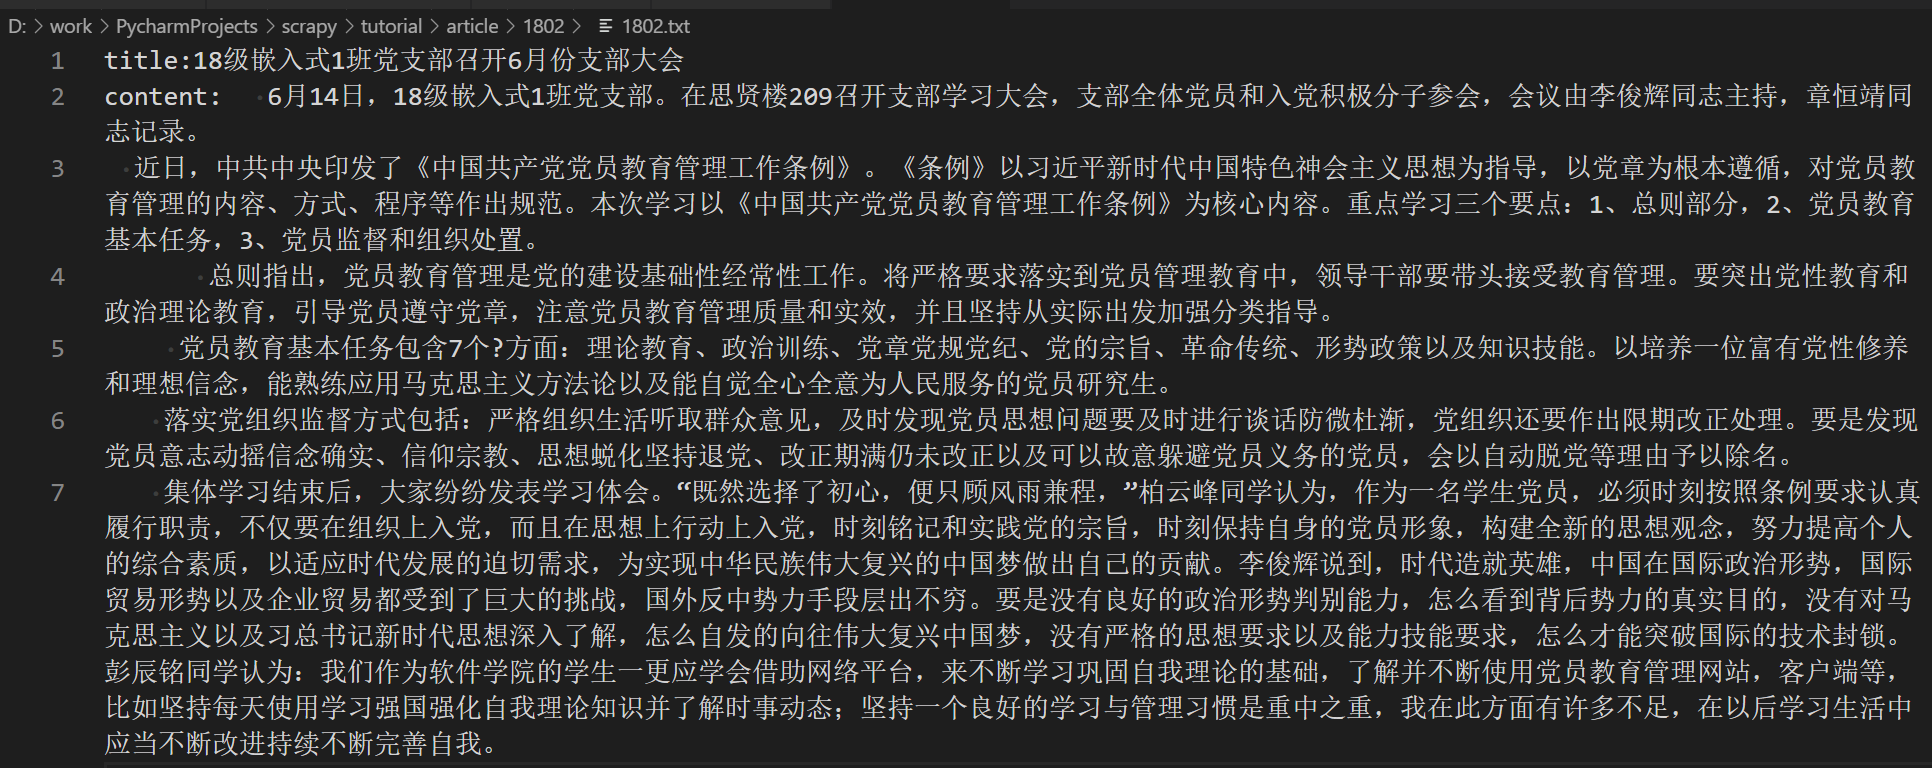 D: > work > PycharmProjects > scrapy > tutorial > article > 1802 > 1802.txt
1 title:18级嵌入式1班党支部召开6月份支部大会
2 content: 6月14日，18级嵌入式1班党支部。在思贤楼209召开支部学习大会，支部全体党员和入党积极分子参会，会议由李俊辉同志主持，章恒靖同
志记录。
3 近日，中共中央印发了《中国共产党党员教育管理工作条例》。《条例》以习近平新时代中国特色神会主义思想为指导，以党章为根本遵循，对党员教
育管理的内容、方式、程序等作出规范。本次学习以《中国共产党党员教育管理工作条例》为核心内容。重点学习三个要点：1、总则部分，2、党员教育
基本任务，3、党员监督和组织处置。
4 总则指出，党员教育管理是党的建设基础性经常性工作。将严格要求落实到党员管理教育中，领导干部要带头接受教育管理。要突出党性教育和
政治理论教育，引导党员遵守党章，注意党员教育管理质量和实效，并且坚持从实际出发加强分类指导。
5 党员教育基本任务包含7个?方面：理论教育、政治训练、党章党规党纪、党的宗旨、革命传统、形势政策以及知识技能。以培养一位富有党性修养
和理想信念，能熟练应用马克思主义方法论以及能自觉全心全意为人民服务的党员研究生。
6 落实党组织监督方式包括：严格组织生活听取群众意见，及时发现党员思想问题要及时进行谈话防微杜渐，党组织还要作出限期改正处理。要是发现
党员意志动摇信念确实、信仰宗教、思想蜕化坚持退党、改正期满仍未改正以及可以故意躲避党员义务的党员，会以自动脱党等理由予以除名。
7 集体学习结束后，大家纷纷发表学习体会。“既然选择了初心，便只顾风雨兼程，”柏云峰同学认为，作为一名学生党员，必须时刻按照条例要求认真
履行职责，不仅要在组织上入党，而且在思想上行动上入党，时刻铭记和实践党的宗旨，时刻保持自身的党员形象，构建全新的思想观念，努力提高个人
的综合素质，以适应时代发展的迫切需求，为实现中华民族伟大复兴的中国梦做出自己的贡献。李俊辉说到，时代造就英雄，中国在国际政治形势，国际
贸易形势以及企业贸易都受到了巨大的挑战，国外反中势力手段层出不穷。要是没有良好的政治形势判别能力，怎么看到背后势力的真实目的，没有对马
克思主义以及习总书记新时代思想深入了解，怎么自发的向往伟大复兴中国梦，没有严格的思想要求以及能力技能要求，怎么才能突破国际的技术封锁。
彭辰铭同学认为：我们作为软件学院的学生一更应学会借助网络平台，来不断学习巩固自我理论的基础，了解并不断使用党员教育管理网站，客户端等，
比如坚持每天使用学习强国强化自我理论知识并了解时事动态；坚持一个良好的学习与管理习惯是重中之重，我在此方面有许多不足，在以后学习生活中
应当不断改进持续不断完善自我。